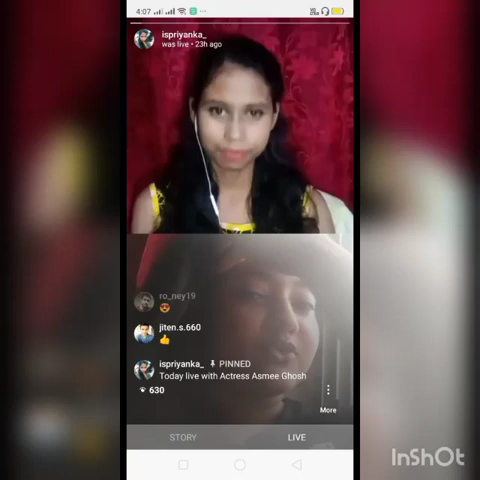 4:07
ispriyanka_
was live • 23h ago
ro_ney19
😍
jiten.s.660
👍
ispriyanka_ PINNED
Today live with Actress Asmee Ghosh
630
More
STORY LIVE
InShOt